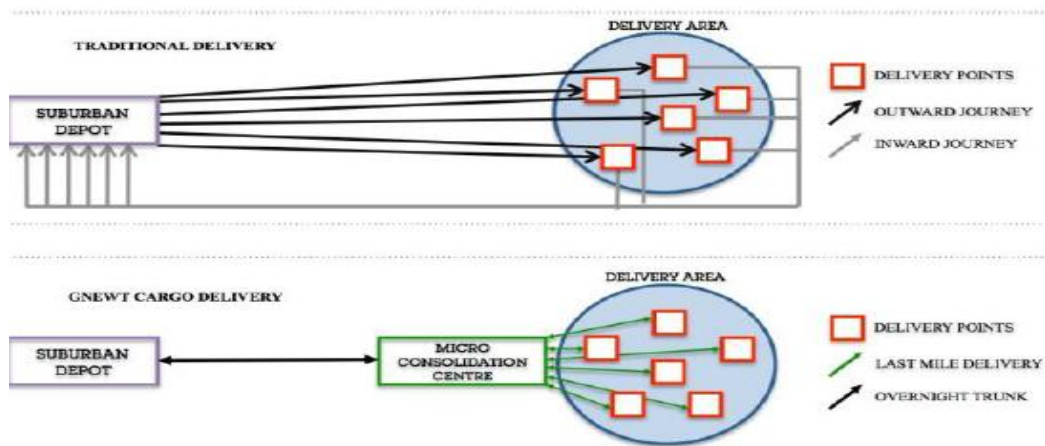 DELIVERY AREA
TRADITIONAL DELIVERY
DELIVERY POINTS
SUBURBAN
DEPOT
OUTWARD JOURNEY
INWARD JOURNEY
DELIVERY AREA
GNEWT CARGO DELIVERY
DELIVERY POINTS
SUBURBAN
DEPOT
MICRO
CONSOLIDATION
CENTRE
LAST MILE DELIVERY
OVERNIGHT TRUNK